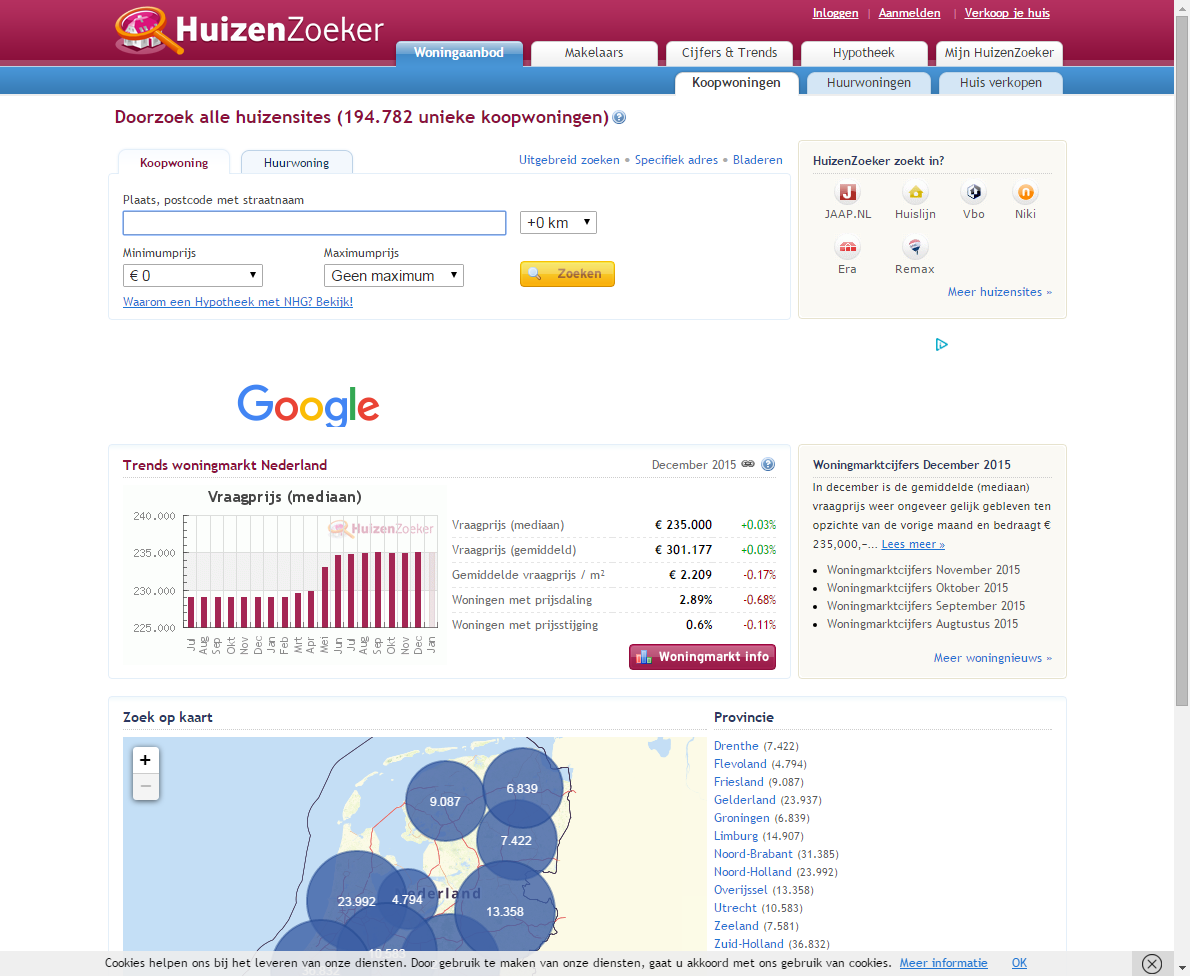 Inloggen | Aanmelden | Verkoop je huis
HuizenZoeker
Woningaanbod Makelaars Cijfers & Trends Hypotheek Mijn HuizenZoeker
Koopwoningen Huurwoningen Huis verkopen
Doorzoek alle huizensites (194.782 unieke koopwoningen)
Koopwoning Huurwoning
Uitgebreid zoeken • Specifiek adres • Bladeren
Plaats, postcode met straatnaam
+0 km
Minimumprijs Maximumprijs
€ 0 Geen maximum Zoeken
Waarom een Hypotheek met NHG? Bekijk!
HuizenZoeker zoekt in?
JAAP.NL Huislijn Vbo Niki
Era Remax
Meer huizensites »
Google
Trends woningmarkt Nederland December 2015
Vraagprijs (mediaan)
HuizenZoeker
240.000
235.000
230.000
225.000
Jul Aug Sep Okt Nov Dec Jan Feb Mrt Apr Mei Jun Jul Aug Sep Okt Nov Dec Jan
Vraagprijs (mediaan) € 235.000 +0.03%
Vraagprijs (gemiddeld) € 301.177 +0.03%
Gemiddelde vraagprijs / m² € 2.209 -0.17%
Woningen met prijsdaling 2.89% -0.68%
Woningen met prijsstijging 0.6% -0.11%
Woningmarkt info
Woningmarktcijfers December 2015
In december is de gemiddelde (mediaan)
vraagprijs weer ongeveer gelijk gebleven ten
opzichte van de vorige maand en bedraagt €
235,000,–... Lees meer »
Woningmarktcijfers November 2015
Woningmarktcijfers Oktober 2015
Woningmarktcijfers September 2015
Woningmarktcijfers Augtustus 2015
Meer woningnieuws »
Zoek op kaart
+
−
9.087
6.839
7.422
23.992
4.794
13.358
Provincie
Drenthe (7.422)
Flevoland (4.794)
Friesland (9.087)
Gelderland (23.937)
Groningen (6.839)
Limburg (14.907)
Noord-Brabant (31.385)
Noord-Holland (23.992)
Overijssel (13.358)
Utrecht (10.583)
Zeeland (7.581)
Zuid-Holland (36.832)
Cookies helpen ons bij het leveren van onze diensten. Door gebruik te maken van onze diensten, gaat u akkoord met ons gebruik van cookies. Meer informatie OK